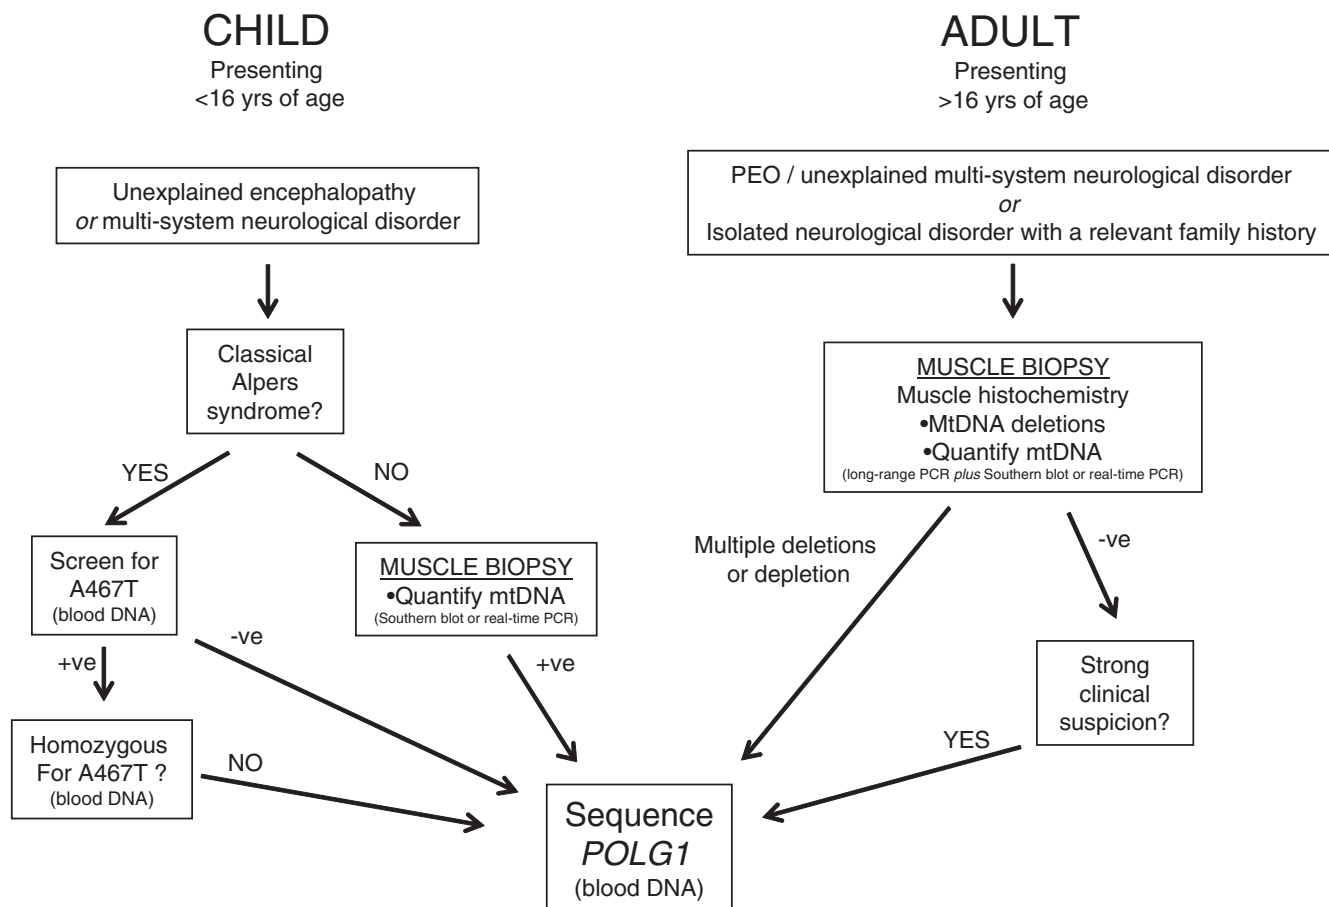 CHILD
Presenting
<16 yrs of age
Unexplained encephalopathy
or multi-system neurological disorder
Classical
Alpers
syndrome?
YES
NO
Screen for
A467T
(blood DNA)
MUSCLE BIOPSY
•Quantify mtDNA
(Southern blot or real-time PCR)
+ve
-ve
+ve
Homozygous
For A467T ?
(blood DNA)
NO
ADULT
Presenting
>16 yrs of age
PEO / unexplained multi-system neurological disorder
or
Isolated neurological disorder with a relevant family history
MUSCLE BIOPSY
Muscle histochemistry
•MtDNA deletions
•Quantify mtDNA
(long-range PCR plus Southern blot or real-time PCR)
Multiple deletions
or depletion
-ve
Strong
clinical
suspicion?
YES
Sequence
POLG1
(blood DNA)